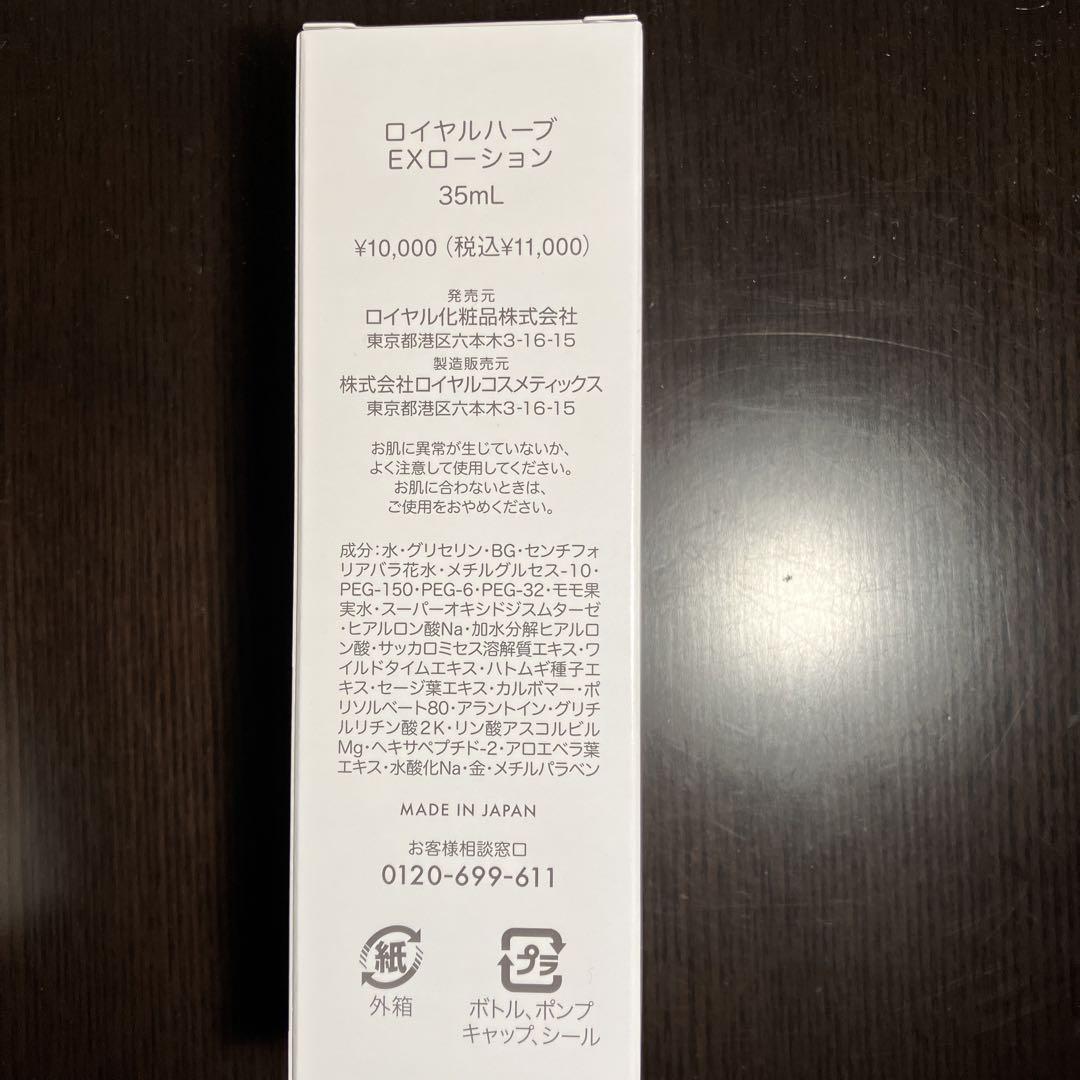 ロイヤルハーブ
EXローション
35mL
¥10,000（税込¥11,000）
発売元
ロイヤル化粧品株式会社
東京都港区六本木3-16-15
製造販売元
株式会社ロイヤルコスメティックス
東京都港区六本木3-16-15
お肌に異常が生じていないか、
よく注意して使用してください。
お肌に合わないときは、
ご使用をおやめください。
成分：水・グリセリン・BG・センチフォ
リアバラ花水・メチルグルセス-10・
PEG-150・PEG-6・PEG-32・モモ果
実水・スーパーオキシドジスムターゼ
・ヒアルロン酸Na・加水分解ヒアルロ
ン酸・サッカロミセス溶解質エキス・ワ
イルドタイムエキス・ハトムギ種子エ
キス・セージ葉エキス・カルボマー・ポ
リソルベート80・アラントイン・グリチ
ルリチン酸2K・リン酸アスコルビル
Mg・ヘキサペプチド-2・アロエベラ葉
エキス・水酸化Na・金・メチルパラベン
MADE IN JAPAN
お客様相談窓口
0120-699-611
紙
外箱
プラ
ボトル、ポンプ
キャップ、シール